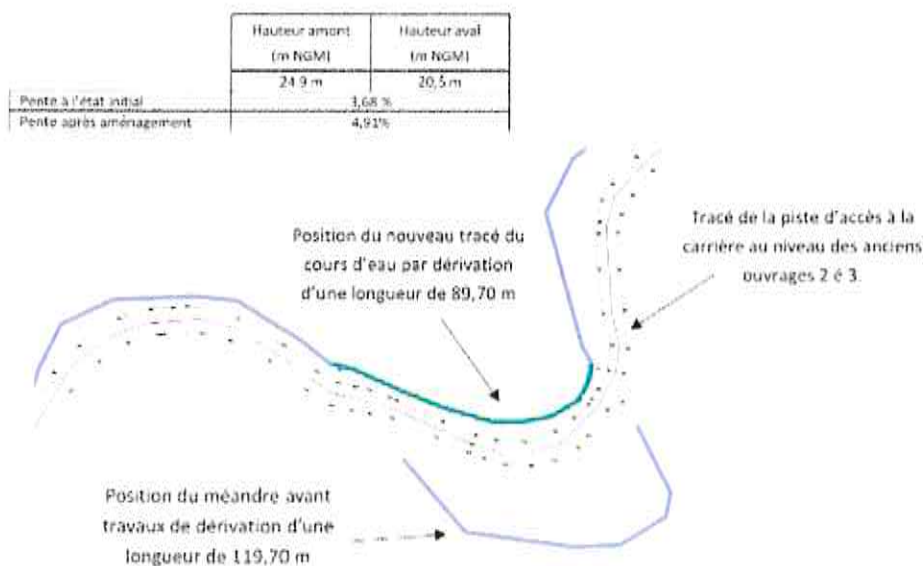 Hauteur amont Hauteur aval
(m NGM) (m NGM)
24.9 m 20,5 m
Pente à l'état initial 3,68 %
Pente après aménagement 4,91%
Position du nouveau tracé du
cours d'eau par dérivation
d'une longueur de 89,70 m
Tracé de la piste d'accès à la
carrière au niveau des anciens
ouvrages 2 é 3.
Position du méandre avant
travaux de dérivation d'une
longueur de 119,70 m